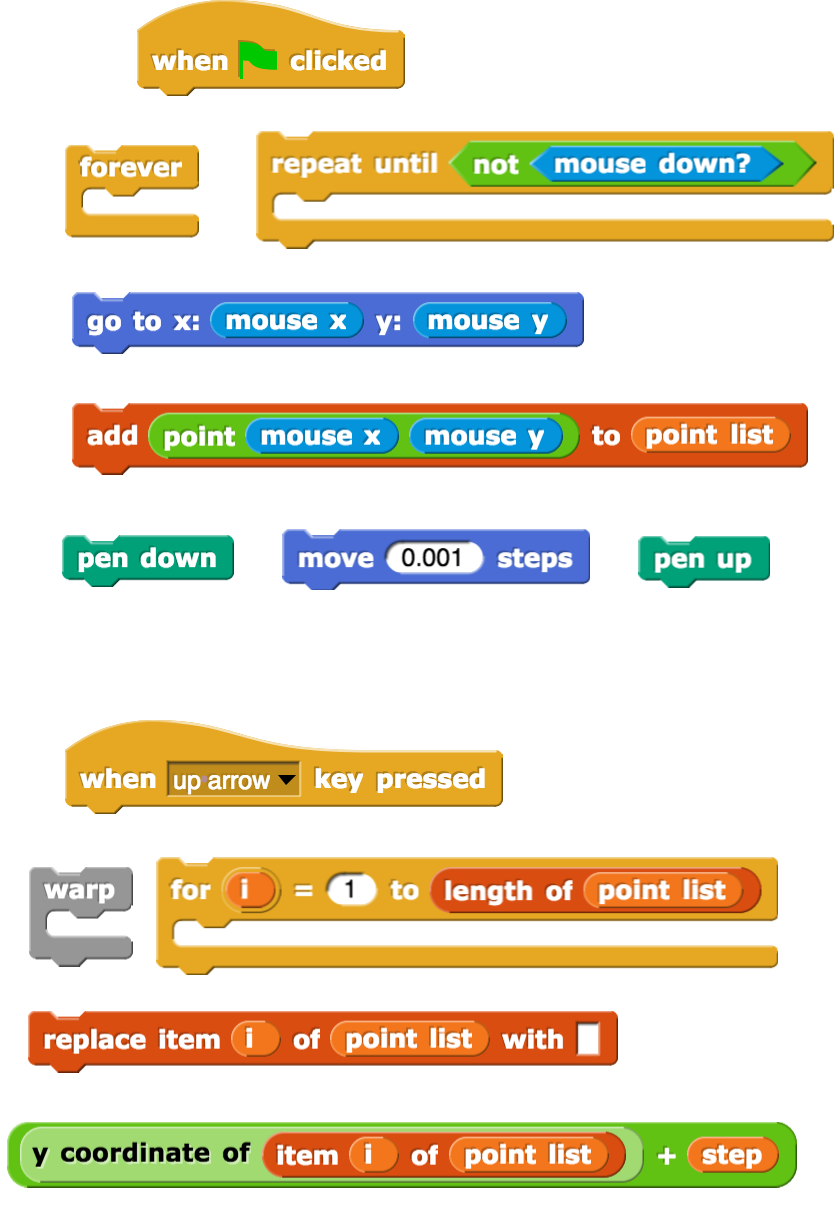 when clicked
forever
repeat until not mouse down?
go to x: mouse x y: mouse y
add point mouse x mouse y to point list
pen down move 0.001 steps pen up
when up arrow key pressed
warp
for i = 1 to length of point list
replace item i of point list with
y coordinate of item i of point list + step